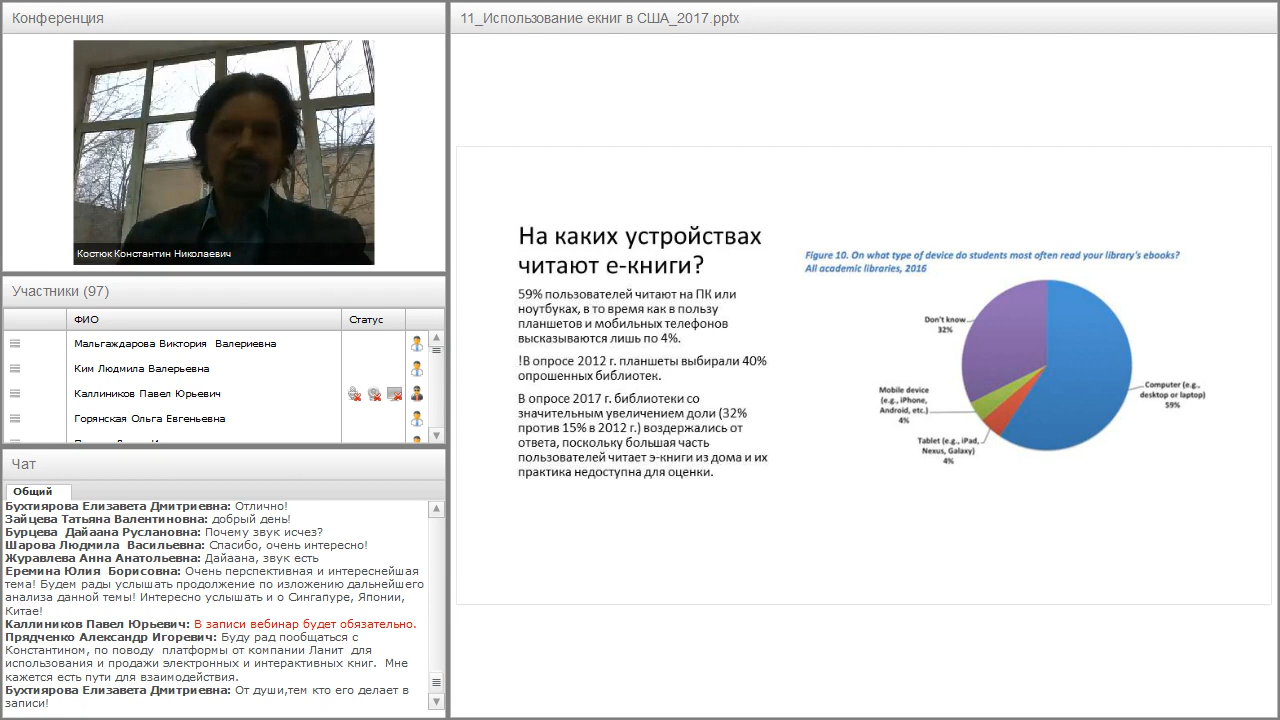 Конференция
Костюк Константин Николаевич
Участники (97)
ФИО
Статус
Мальгаждарова Виктория Валериевна
Ким Людмила Валерьевна
Каллиников Павел Юрьевич
Горянская Ольга Евгеньевна
Чат
Общий
Бухтиярова Елизавета Дмитриевна: Отлично!
Зайцева Татьяна Валентиновна: добрый день!
Бурцева Дайаана Руслановна: Почему звук исчез?
Шарова Людмила Васильевна: Спасибо, очень интересно!
Журавлева Анна Анатольевна: Дайаана, звук есть
Еремина Юлия Борисовна: Очень перспективная и интереснейшая
тема! Будем рады услышать продолжение по изложению дальнейшего
анализа данной темы! Интересно услышать и о Сингапуре, Японии,
Китае!
Каллиников Павел Юрьевич: В записи вебинар будет обязательно.
Прядченко Александр Игоревич: Буду рад пообщаться с
Константином, по поводу платформы от компании Ланит для
использования и продажи электронных и интерактивных книг. Мне
кажется есть пути для взаимодействия.
Бухтиярова Елизавета Дмитриевна: От души,тем кто его делает в
записи!
11_Использование екниг в США_2017.pptx
На каких устройствах
читают е-книги?
59% пользователей читают на ПК или
ноутбуках, в то время как в пользу
планшетов и мобильных телефонов
высказываются лишь по 4%.
!В опросе 2012 г. планшеты выбирали 40%
опрошенных библиотек.
В опросе 2017 г. библиотеки со
значительным увеличением доли (32%
против 15% в 2012 г.) воздержались от
ответа, поскольку большая часть
пользователей читает э-книги из дома и их
практика недоступна для оценки.
Figure 10. On what type of device do students most often read your library's ebooks?
All academic libraries, 2016
Don't know
32%
Mobile device
(e.g., iPhone,
Android, etc.)
4%
Tablet (e.g., iPad,
Nexus, Galaxy)
4%
Computer (e.g.,
desktop or laptop)
59%